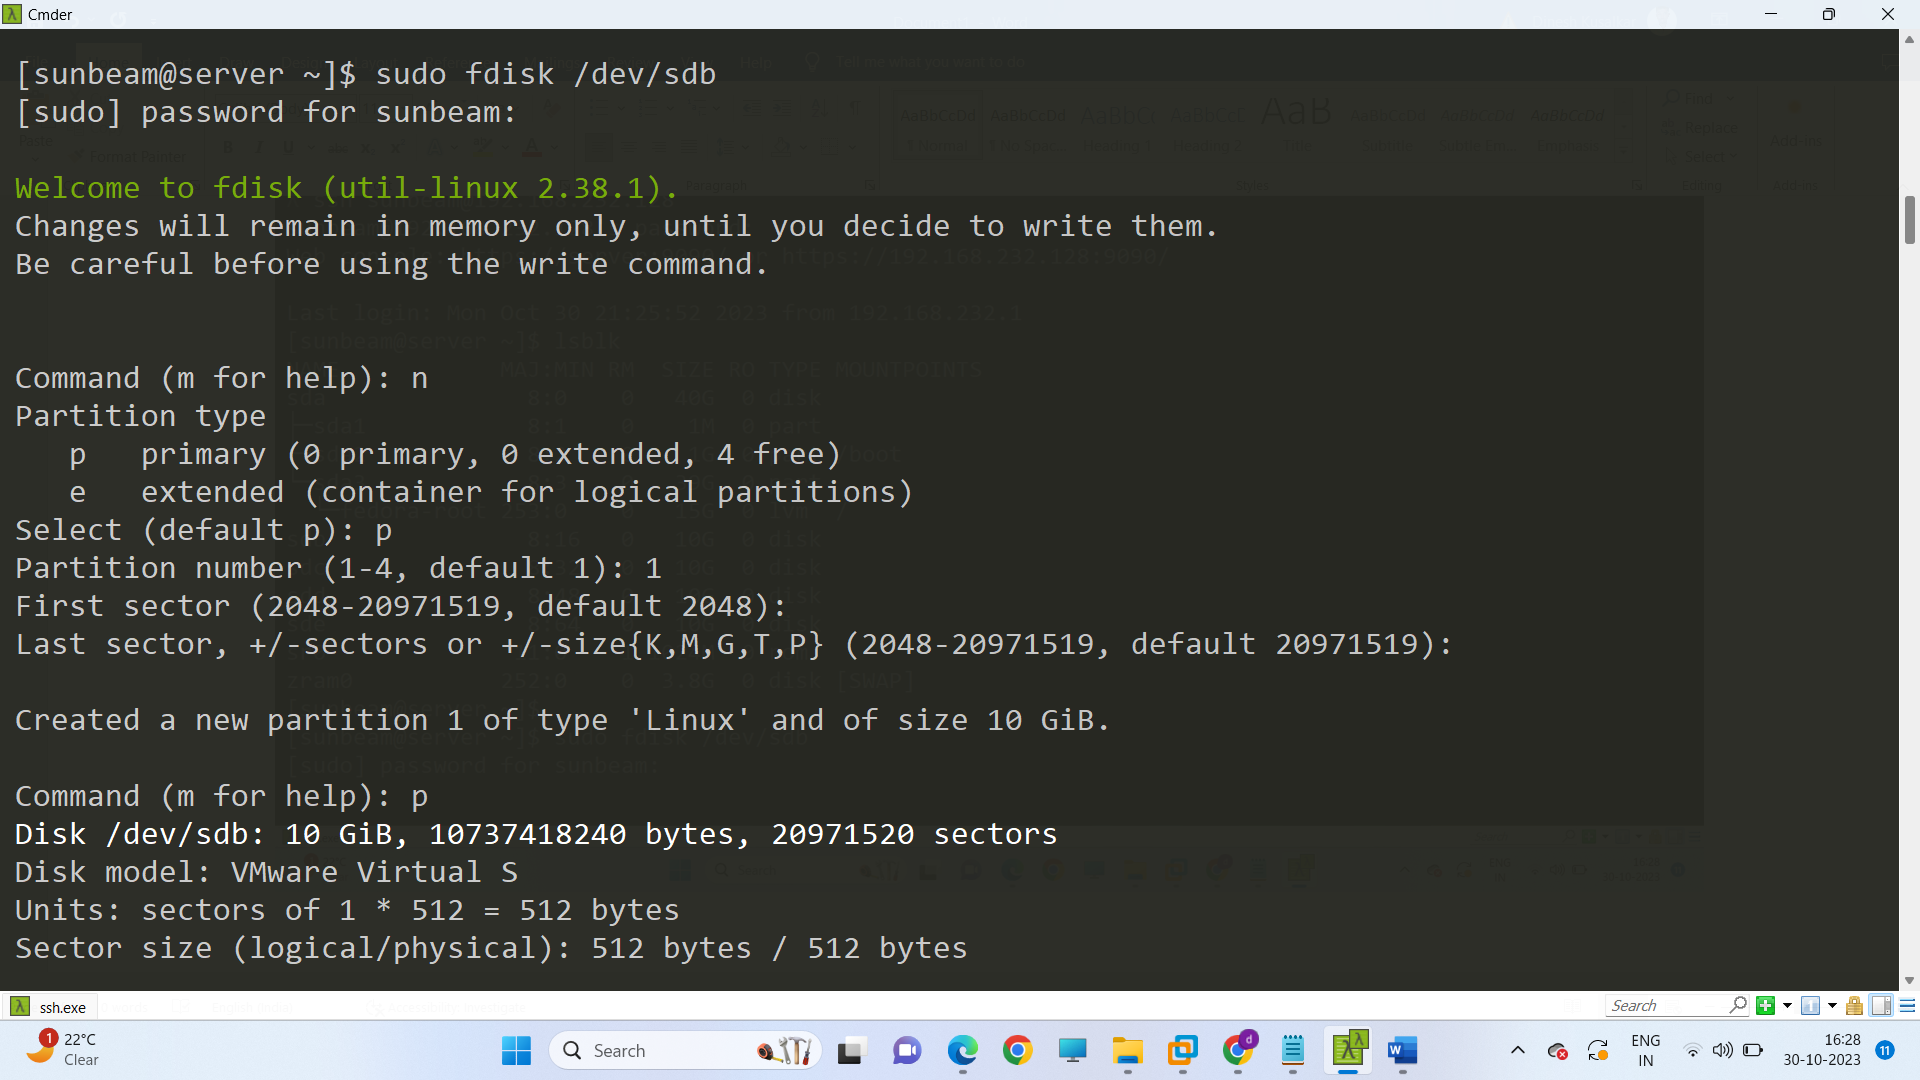 Cmder
[sunbeam@server ~]$ sudo fdisk /dev/sdb
[sudo] password for sunbeam:
Welcome to fdisk (util-linux 2.38.1).
Changes will remain in memory only, until you decide to write them.
Be careful before using the write command.
Command (m for help): n
Partition type
   p   primary (0 primary, 0 extended, 4 free)
   e   extended (container for logical partitions)
Select (default p): p
Partition number (1-4, default 1): 1
First sector (2048-20971519, default 2048):
Last sector, +/-sectors or +/-size{K,M,G,T,P} (2048-20971519, default 20971519):
Created a new partition 1 of type 'Linux' and of size 10 GiB.
Command (m for help): p
Disk /dev/sdb: 10 GiB, 10737418240 bytes, 20971520 sectors
Disk model: VMware Virtual S
Units: sectors of 1 * 512 = 512 bytes
Sector size (logical/physical): 512 bytes / 512 bytes
ssh.exe
Search
1
22°C
Clear
Search
d
ENG
IN
16:28
30-10-2023
11